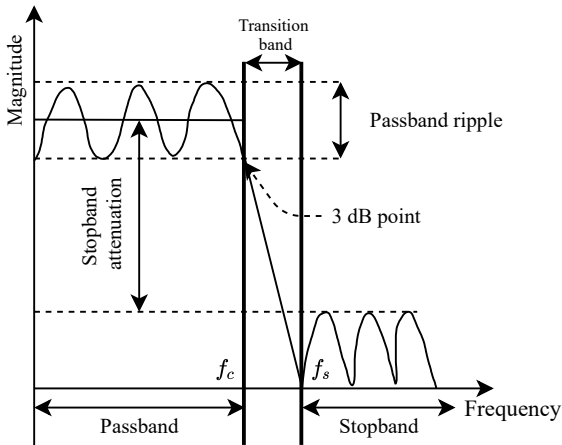 Transition
band
Magnitude
Passband ripple
3 dB point
Stopband
attenuation
f_c
f_s
Frequency
Passband
Stopband